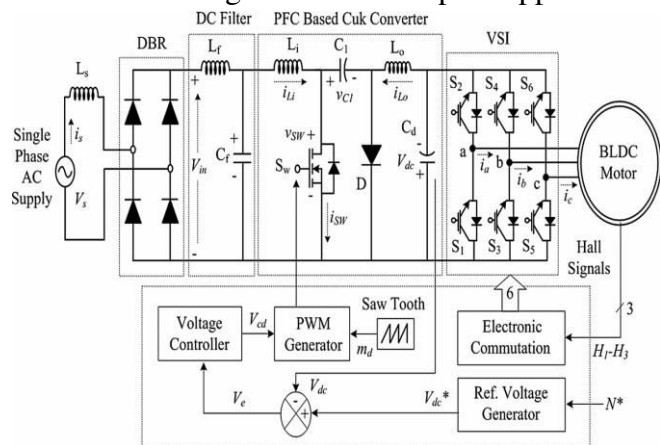 DC Filter
PFC Based Cuk Converter
DBR
VSI
Lf
Li
C1
Lo
Ls
is
Single
Phase
AC
Supply
Vs
+
Vin
-
Cf
+
-
iLi
+ -
vC1
iLo
vSW +
Sw
-
iSW
D
Cd
-
Vdc
+
S2
S4
S6
a
b
c
ia
ib
ic
S1
S3
S5
BLDC
Motor
Hall
Signals
3
H1-H3
6
Voltage
Controller
Vcd
PWM
Generator
Saw Tooth
md
Electronic
Commutation
Ve
-
+
Vdc
Vdc*
Ref. Voltage
Generator
N*